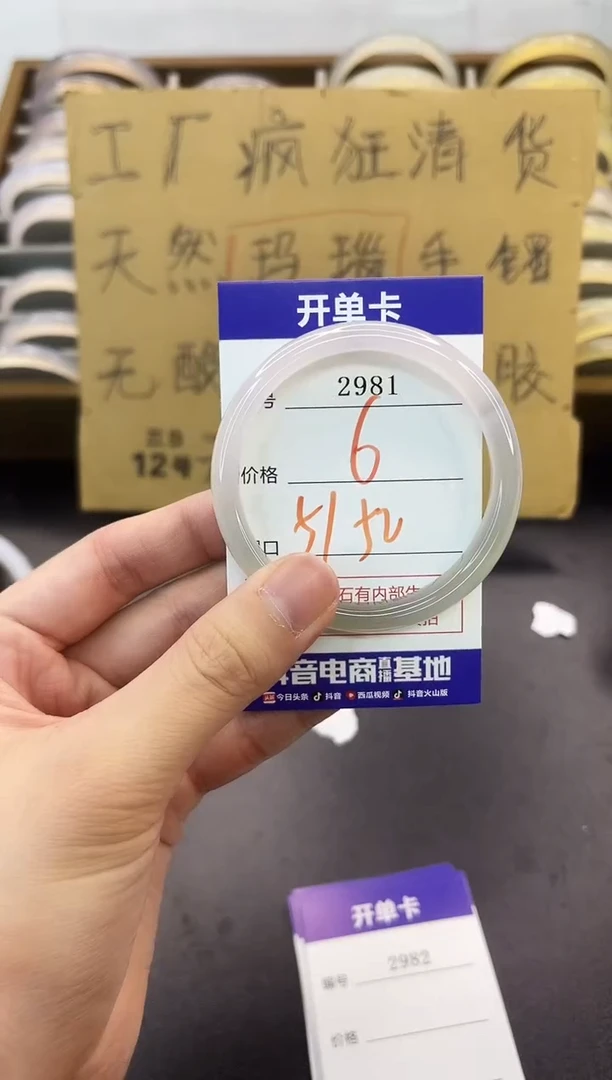 工厂疯狂清货
天然玛瑙手镯
无酸 胶
12号
开单卡
号 2981
价格 6
口 51/52
石有内部
抖音电商直播基地
今日头条 抖音 西瓜视频 抖音火山版
开单卡
编号 2982
价格